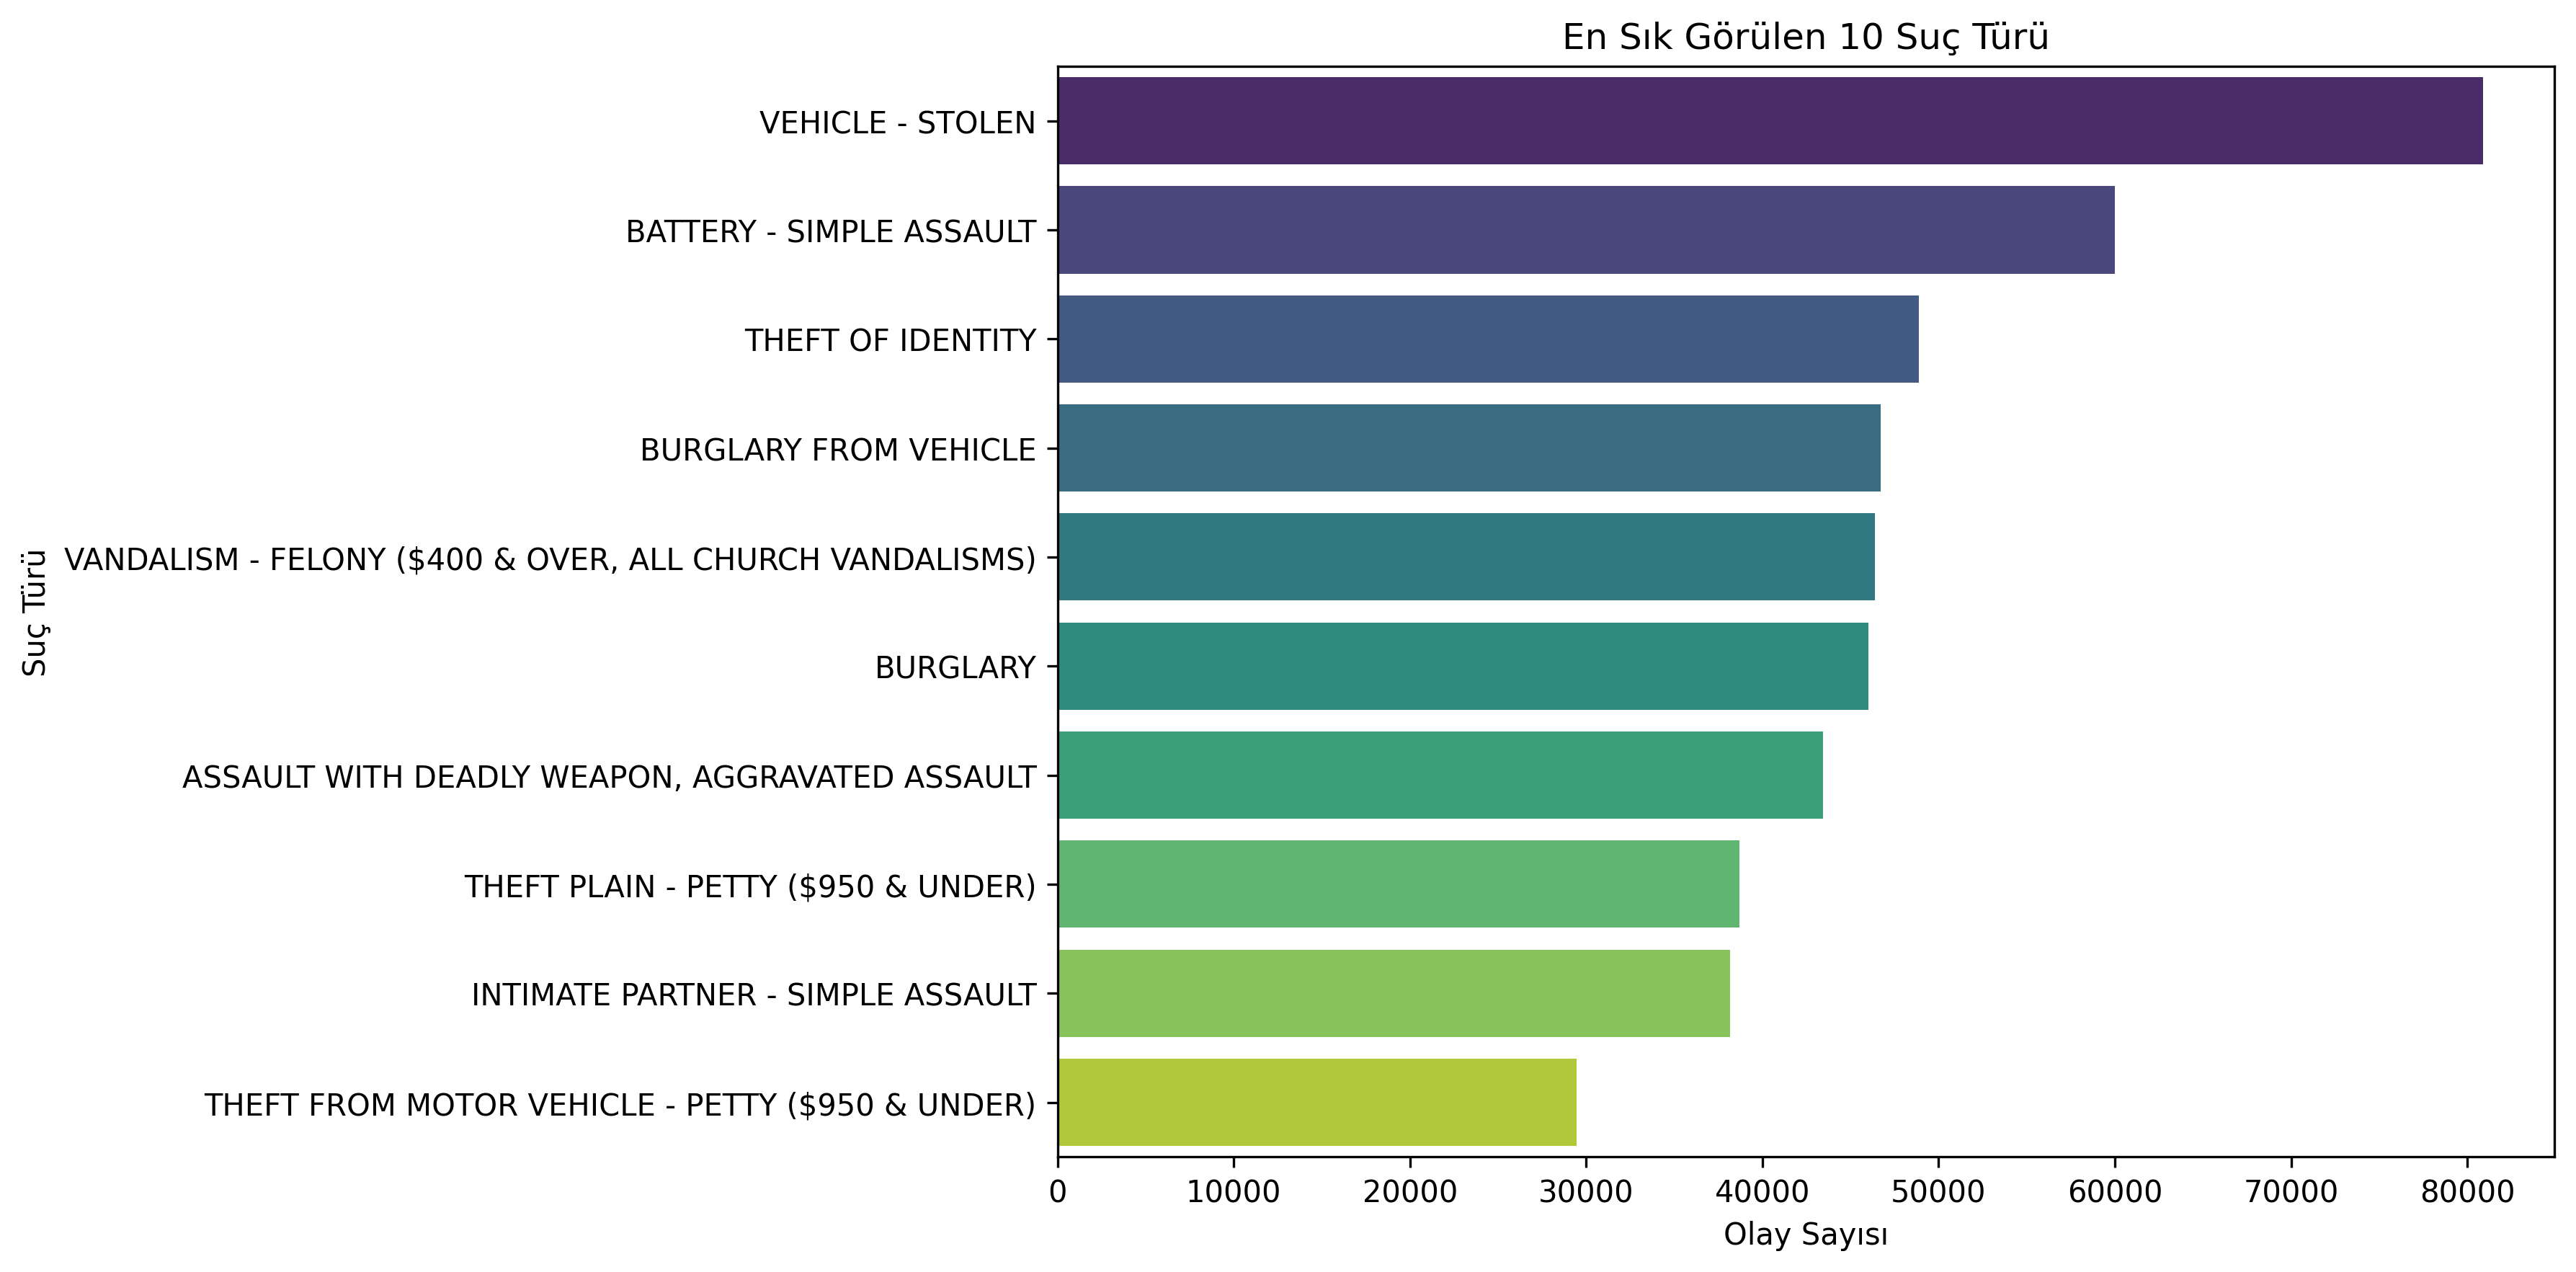 En Sık Görülen 10 Suç Türü
Suç Türü
VEHICLE - STOLEN
BATTERY - SIMPLE ASSAULT
THEFT OF IDENTITY
BURGLARY FROM VEHICLE
VANDALISM - FELONY ($400 & OVER, ALL CHURCH VANDALISMS)
BURGLARY
ASSAULT WITH DEADLY WEAPON, AGGRAVATED ASSAULT
THEFT PLAIN - PETTY ($950 & UNDER)
INTIMATE PARTNER - SIMPLE ASSAULT
THEFT FROM MOTOR VEHICLE - PETTY ($950 & UNDER)
0 10000 20000 30000 40000 50000 60000 70000 80000
Olay Sayısı